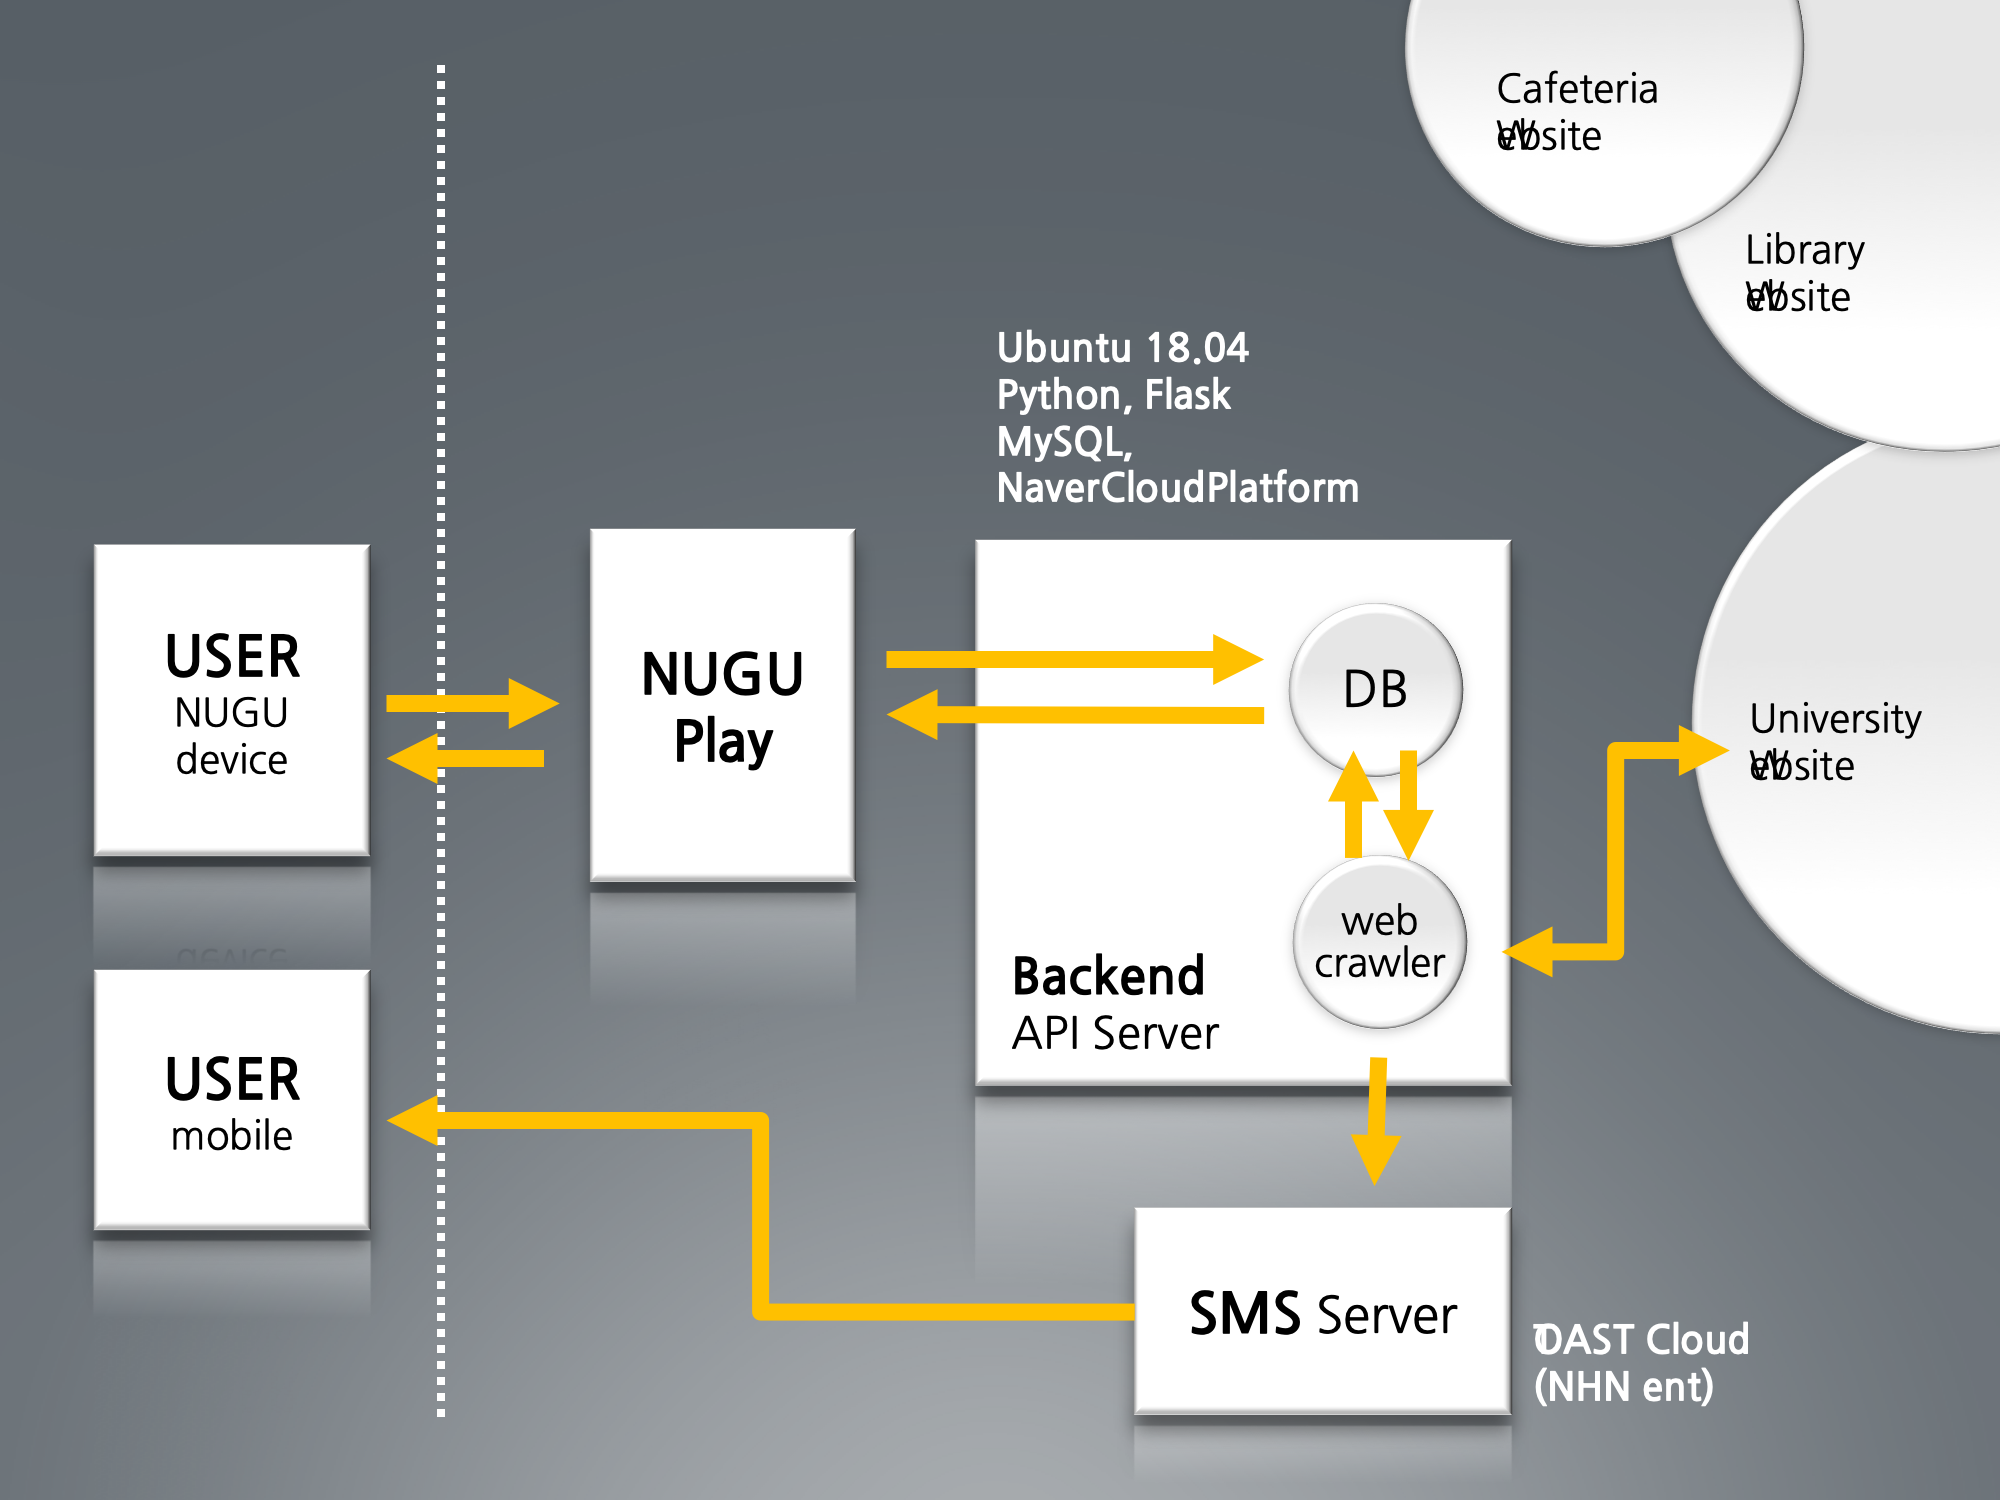 Cafeteria
Website
Library
Website
Ubuntu 18.04
Python, Flask
MySQL,
NaverCloudPlatform
USER
NUGU
device
NUGU
Play
DB
University
Website
web
crawler
Backend
API Server
USER
mobile
SMS Server
TOAST Cloud
(NHN ent)